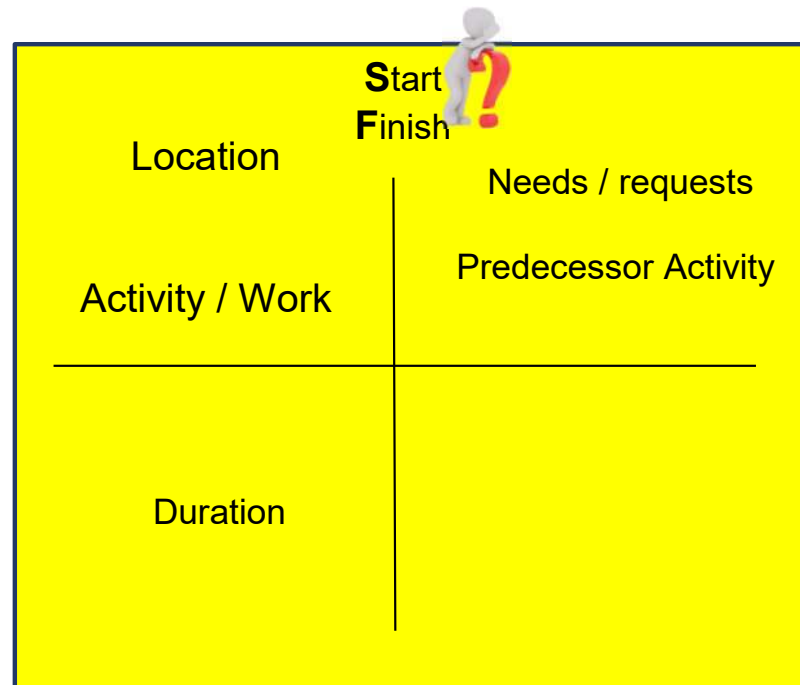 Start
Finish
Location
Activity / Work
Needs / requests
Predecessor Activity
Duration